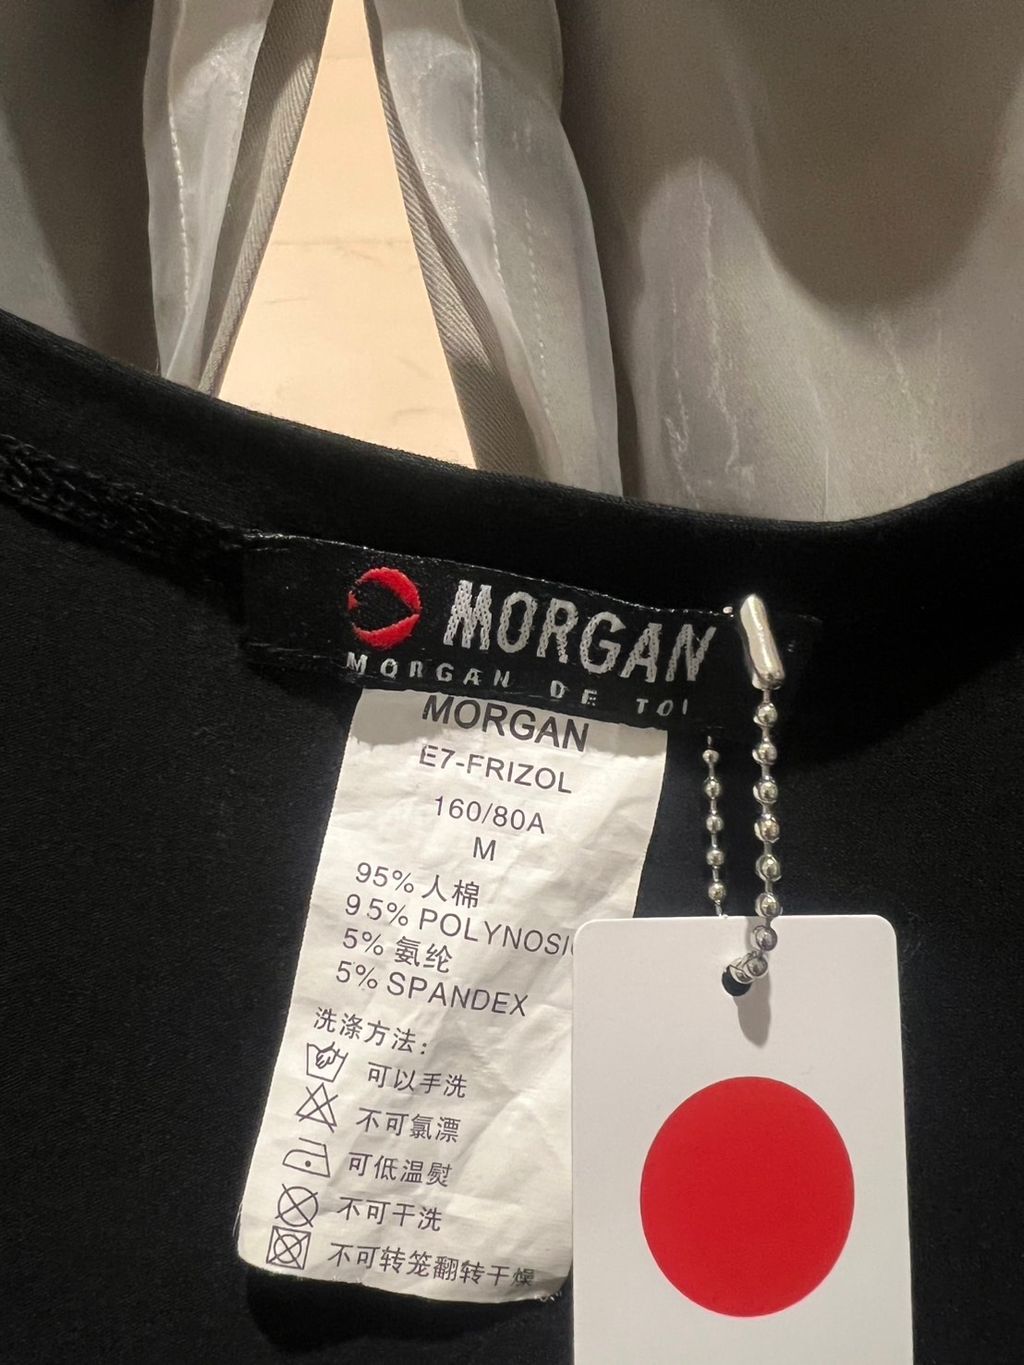 MORGAN
MORGAN DE TOI
MORGAN
E7-FRIZOL
160/80A
M
95% 人棉
95% POLYNOSI
5% 氨纶
5% SPANDEX
洗涤方法:
可以手洗
不可氯漂
可低温熨
不可干洗
不可转笼翻转干燥